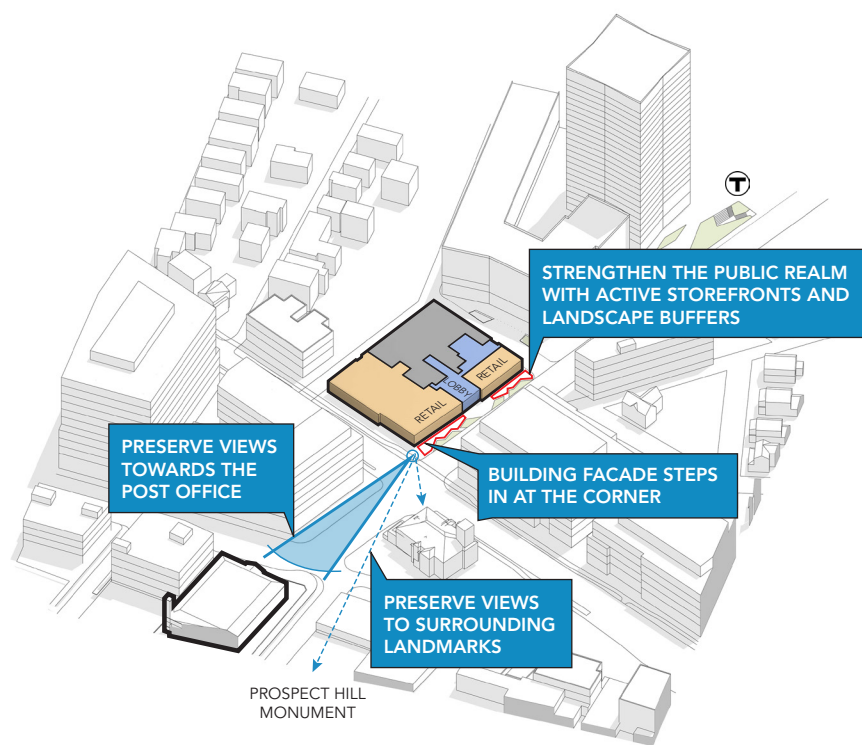 T
STRENGTHEN THE PUBLIC REALM
WITH ACTIVE STOREFRONTS AND
LANDSCAPE BUFFERS
RETAIL
LOBBY
RETAIL
PRESERVE VIEWS
TOWARDS THE
POST OFFICE
BUILDING FACADE STEPS
IN AT THE CORNER
PRESERVE VIEWS
TO SURROUNDING
LANDMARKS
PROSPECT HILL
MONUMENT